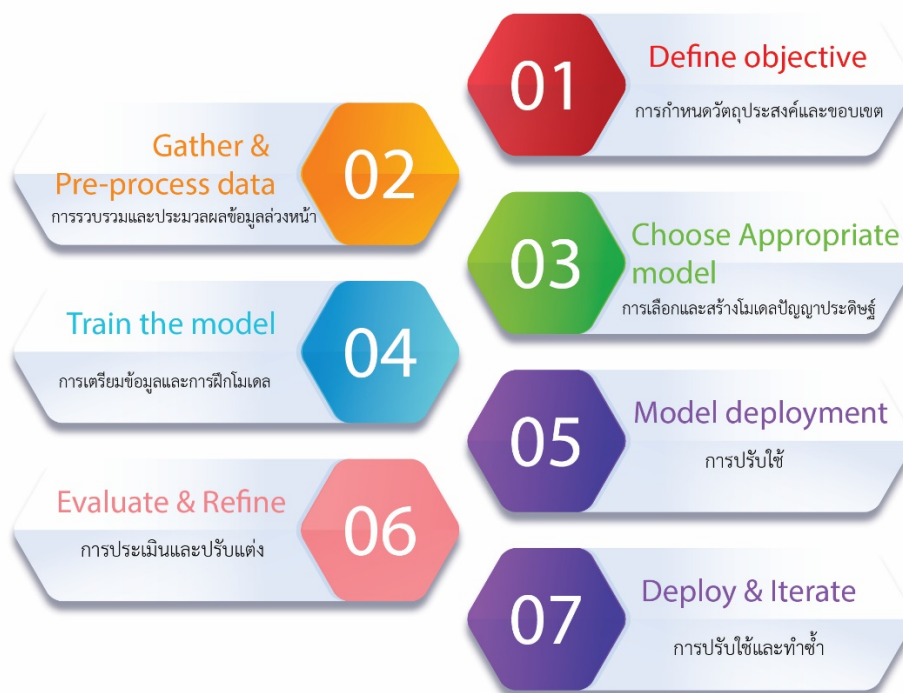 01
Define objective
การกำหนดวัตถุประสงค์และขอบเขต
02
Gather &
Pre-process data
การรวบรวมและประมวลผลข้อมูลล่วงหน้า
03
Choose Appropriate
model
การเลือกและสร้างโมเดลปัญญาประดิษฐ์
04
Train the model
การเตรียมข้อมูลและการฝึกโมเดล
05
Model deployment
การปรับใช้
06
Evaluate & Refine
การประเมินและปรับแต่ง
07
Deploy & Iterate
การปรับใช้และทำซ้ำ